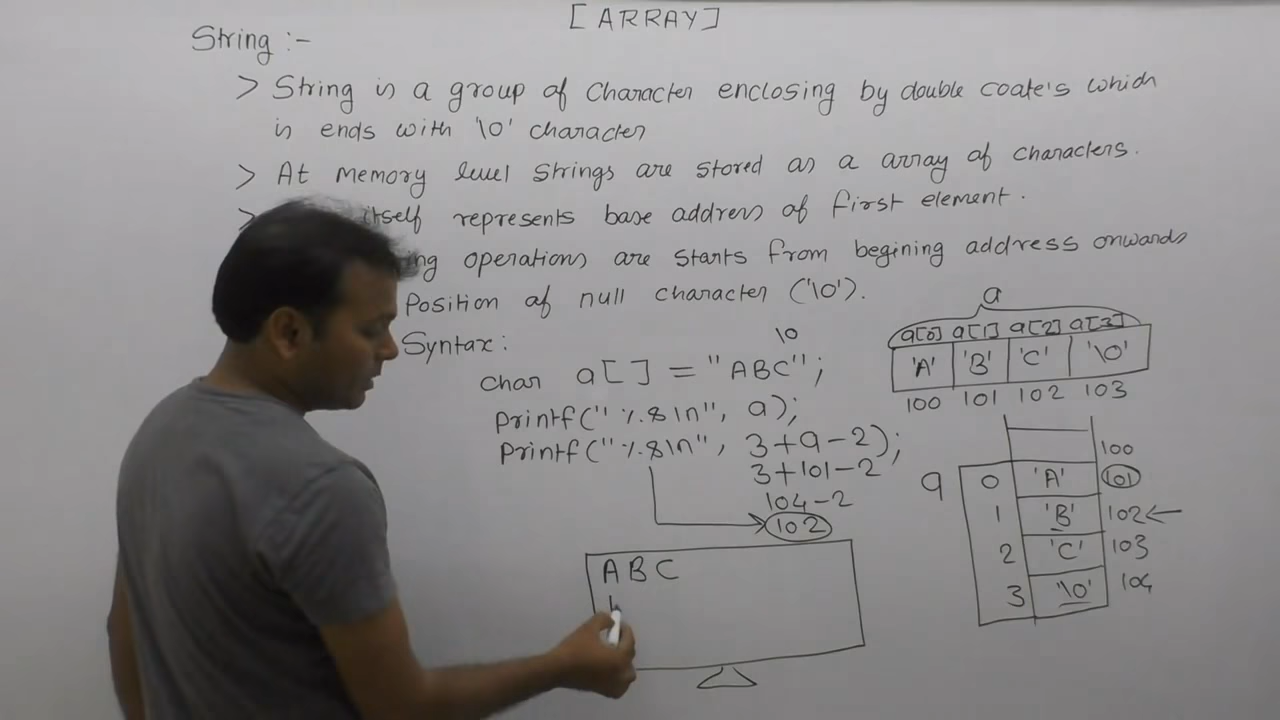 [ARRAY]
String :-
> String is a group of character enclosing by double coate's which
is ends with '\0' character
> At memory level strings are stored as a array of characters.
> itself represents base address of first element.
operations are starts from begining address onwards
position of null character ('\0').
Syntax :
\0
char a[ ] = "ABC";
printf("%s\n", a);
printf("%s\n", 3+a-2);
3+101-2
104-2
102
ABC
a
a[0] a[1] a[2] a[3]
'A' 'B' 'C' '\0'
100 101 102 103
100
a 0 'A' 101
1 'B' 102
2 'C' 103
3 '\0' 104